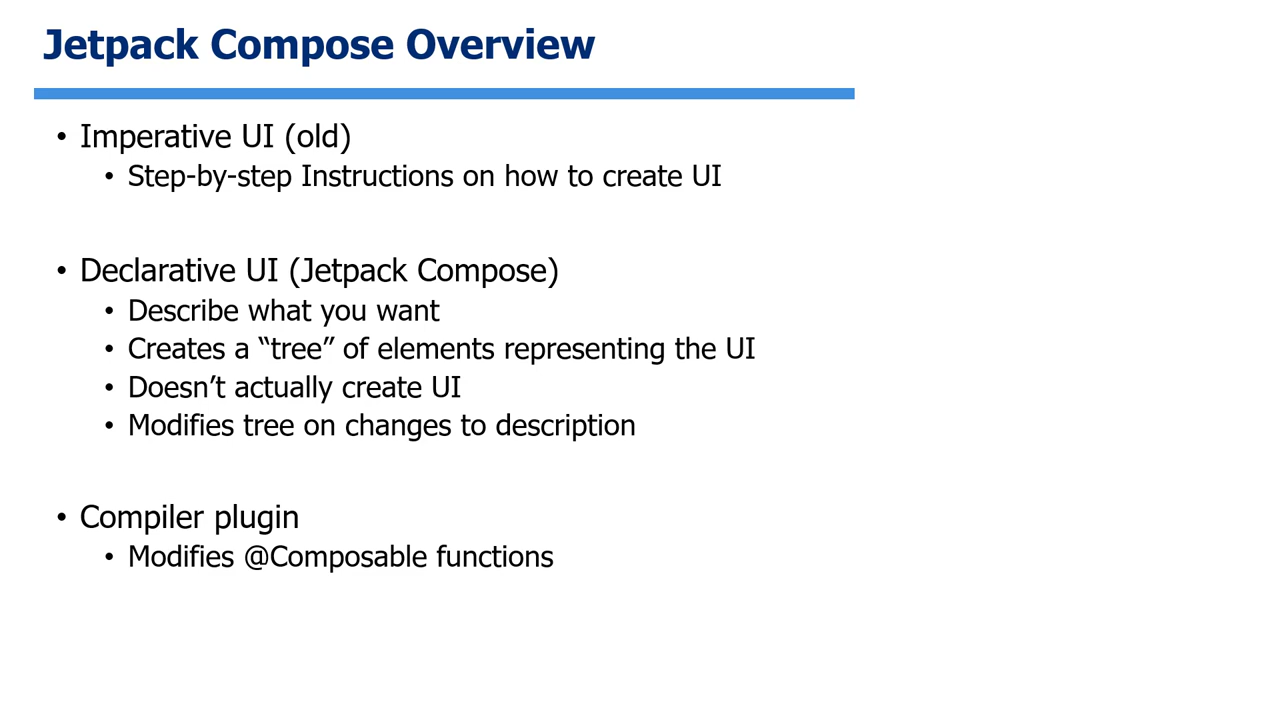 Jetpack Compose Overview
• Imperative UI (old)
• Step-by-step Instructions on how to create UI
• Declarative UI (Jetpack Compose)
• Describe what you want
• Creates a “tree” of elements representing the UI
• Doesn’t actually create UI
• Modifies tree on changes to description
• Compiler plugin
• Modifies @Composable functions